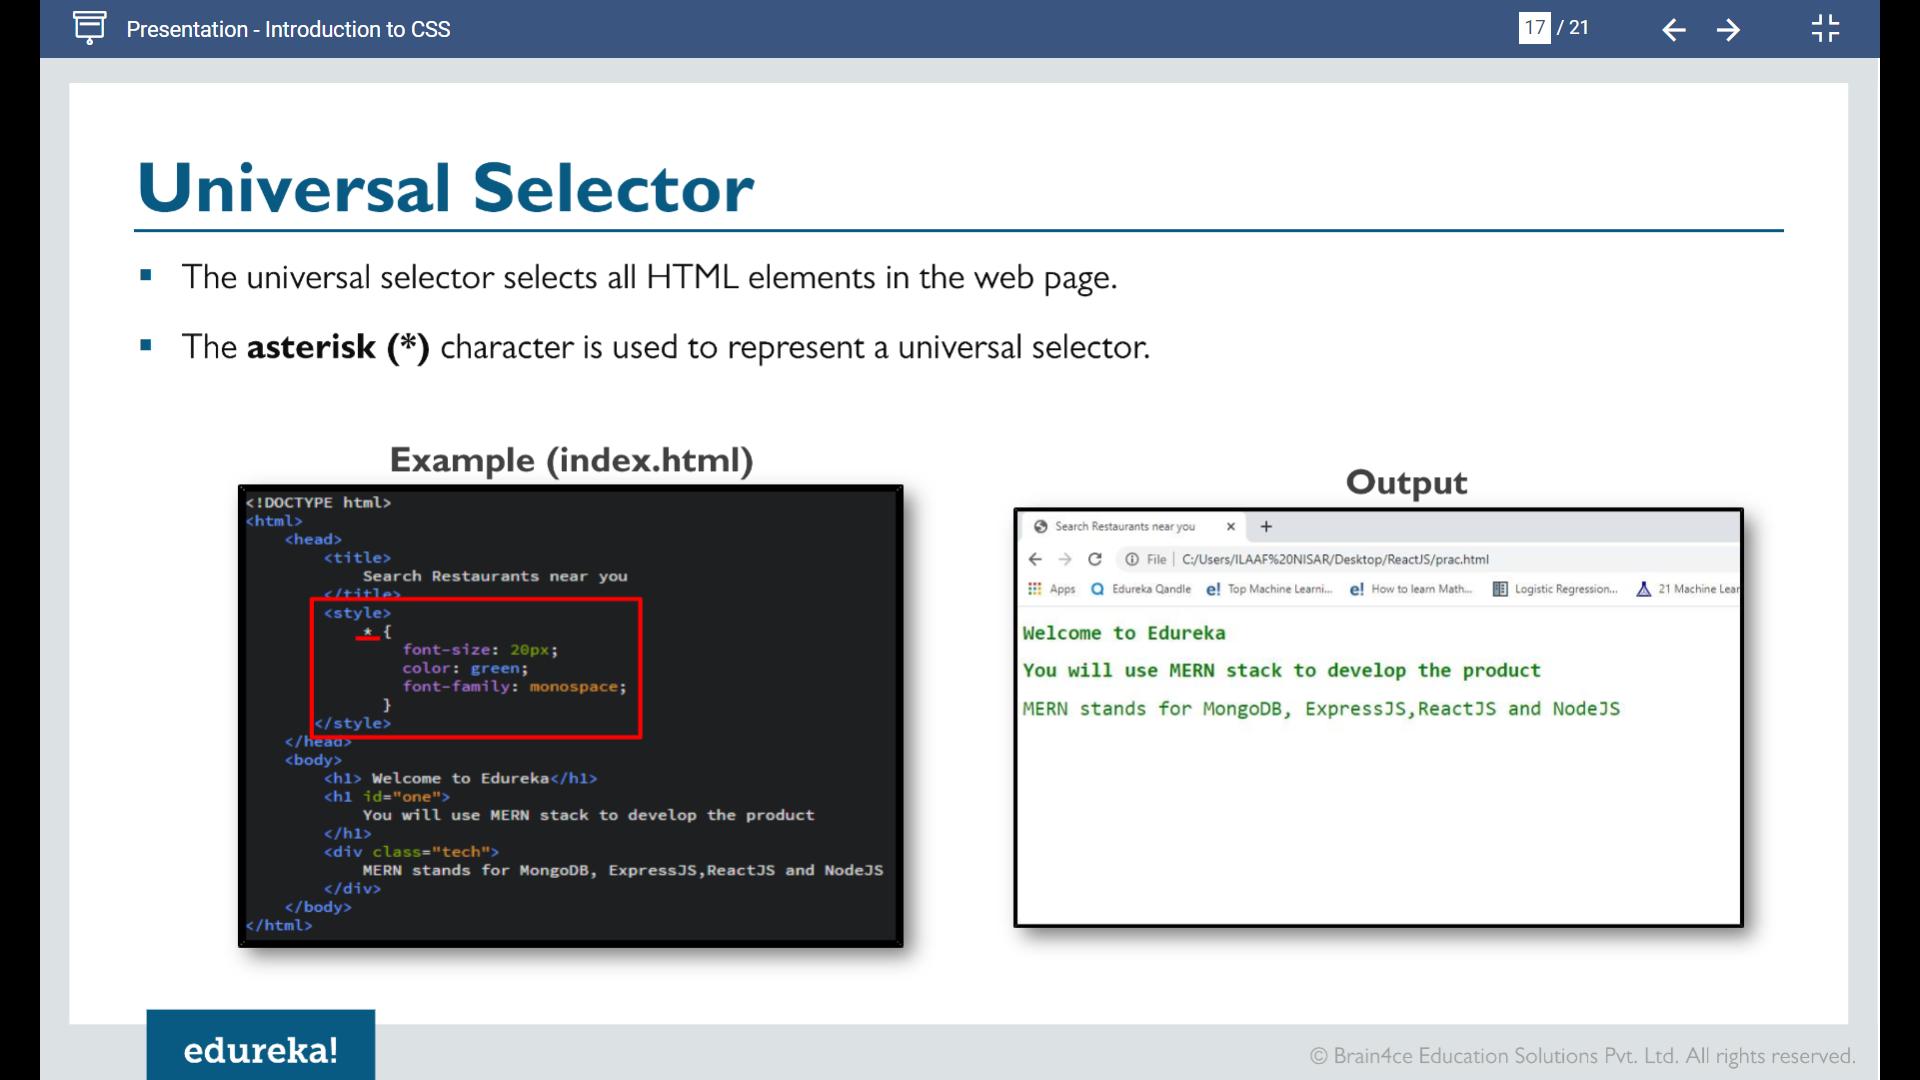 Presentation - Introduction to CSS
17 / 21
Universal Selector
▪ The universal selector selects all HTML elements in the web page.
▪ The asterisk (*) character is used to represent a universal selector.
Example (index.html)
<!DOCTYPE html>
<html>
<head>
<title>
Search Restaurants near you
</title>
<style>
* {
font-size: 20px;
color: green;
font-family: monospace;
}
</style>
</head>
<body>
<h1> Welcome to Edureka</h1>
<h1 id="one">
You will use MERN stack to develop the product
</h1>
<div class="tech">
MERN stands for MongoDB, ExpressJS,ReactJS and NodeJS
</div>
</body>
</html>
Output
Search Restaurants near you
File | C:/Users/ILAAF%20NISAR/Desktop/ReactJS/prac.html
Apps Edureka Qandle e! Top Machine Learni... e! How to learn Math... Logistic Regression... 21 Machine Lear
Welcome to Edureka
You will use MERN stack to develop the product
MERN stands for MongoDB, ExpressJS,ReactJS and NodeJS
edureka!
© Brain4ce Education Solutions Pvt. Ltd. All rights reserved.